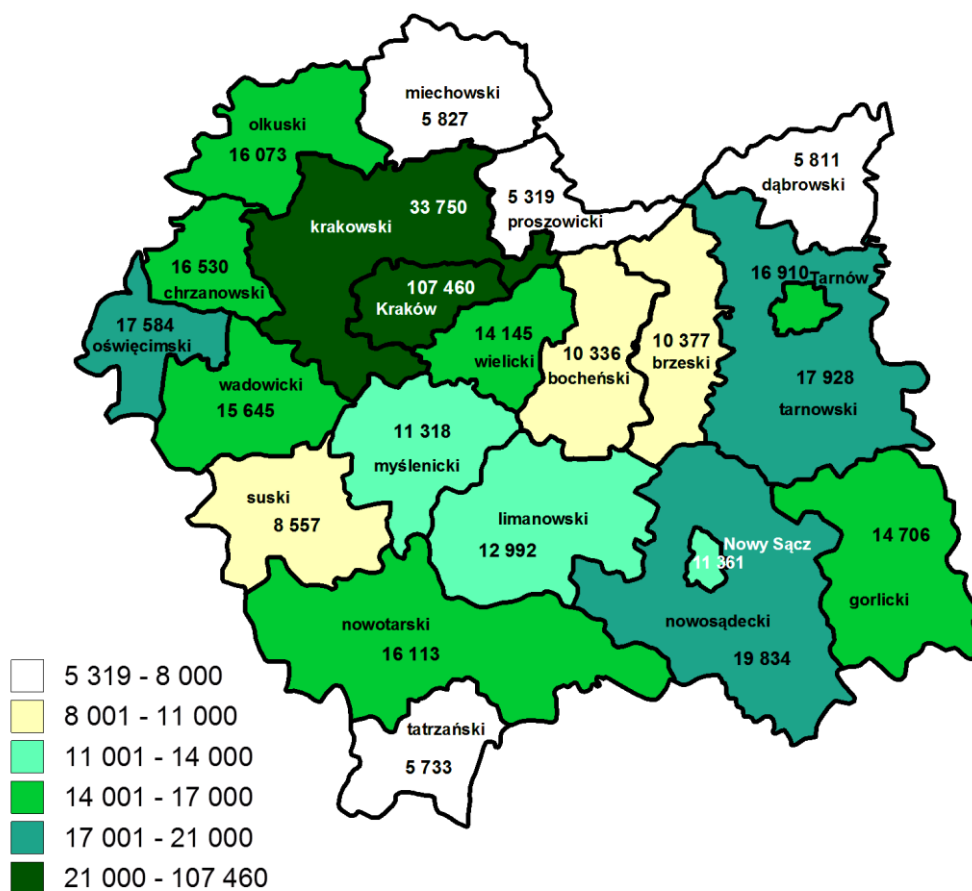 miechowski
5 827
olkuski
16 073
5 811
dąbrowski
5 319
proszowicki
33 750
krakowski
16 530
chrzanowski
107 460
Kraków
16 910 Tarnów
17 584
oświęcimski
14 145
wielicki
10 336
bocheński
10 377
brzeski
17 928
tarnowski
wadowicki
15 645
11 318
myślenicki
suski
8 557
limanowski
12 992
Nowy Sącz
11 361
14 706
gorlicki
nowotarski
16 113
nowosądecki
19 834
tatrzański
5 733
5 319 - 8 000
8 001 - 11 000
11 001 - 14 000
14 001 - 17 000
17 001 - 21 000
21 000 - 107 460